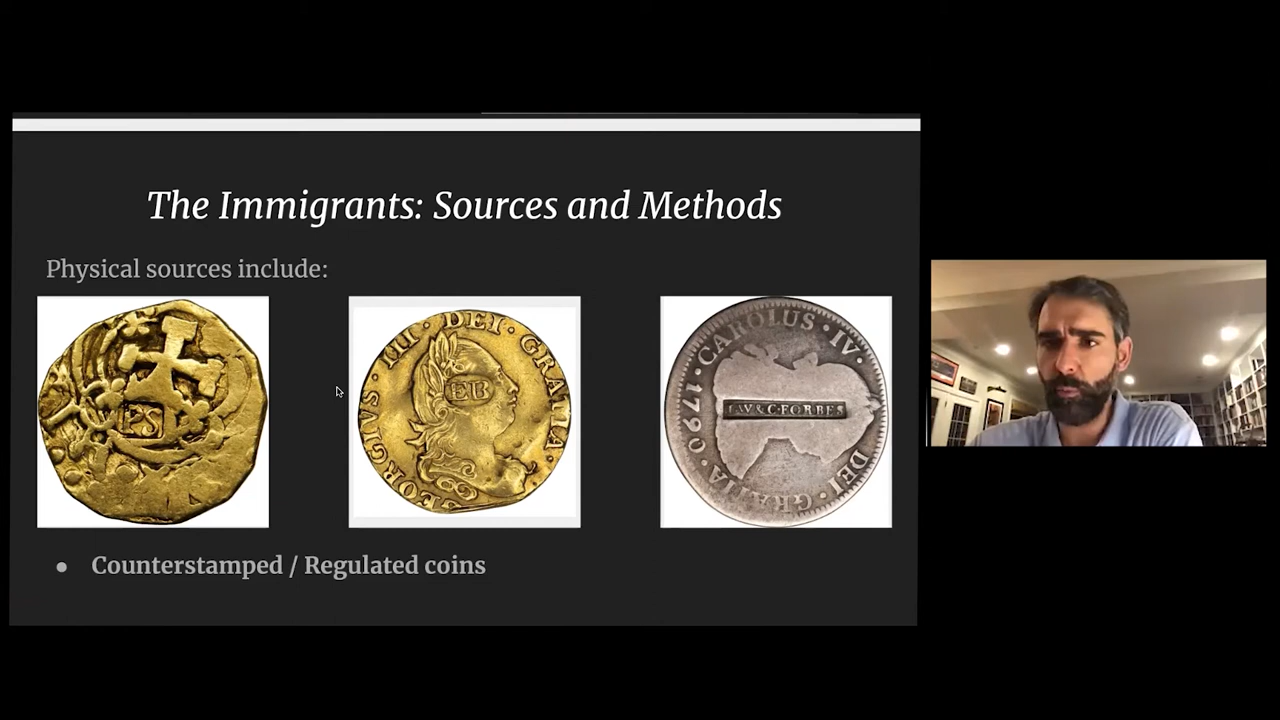 The Immigrants: Sources and Methods
Physical sources include:
PS
GEORGIVS · III · DEI · GRATIA ·
EB
· CAROLUS · IV · DEI · GRATIA · 1790 ·
I.W & C.FORBES
● Counterstamped / Regulated coins